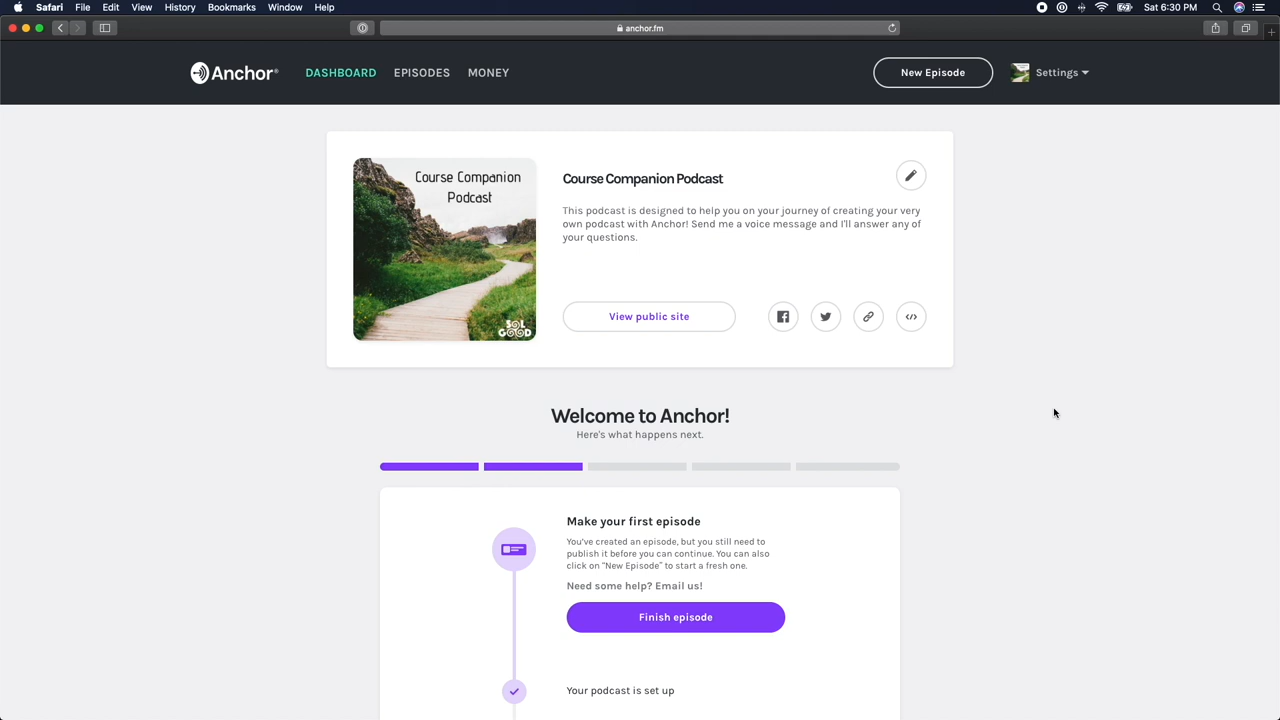 Safari File Edit View History Bookmarks Window Help
Sat 6:30 PM
anchor.fm
Anchor®
DASHBOARD EPISODES MONEY
New Episode
Settings
Course Companion
Podcast
SOL
GOOD
Course Companion Podcast
This podcast is designed to help you on your journey of creating your very
own podcast with Anchor! Send me a voice message and I'll answer any of
your questions.
View public site
Welcome to Anchor!
Here's what happens next.
Make your first episode
You've created an episode, but you still need to
publish it before you can continue. You can also
click on "New Episode" to start a fresh one.
Need some help? Email us!
Finish episode
Your podcast is set up